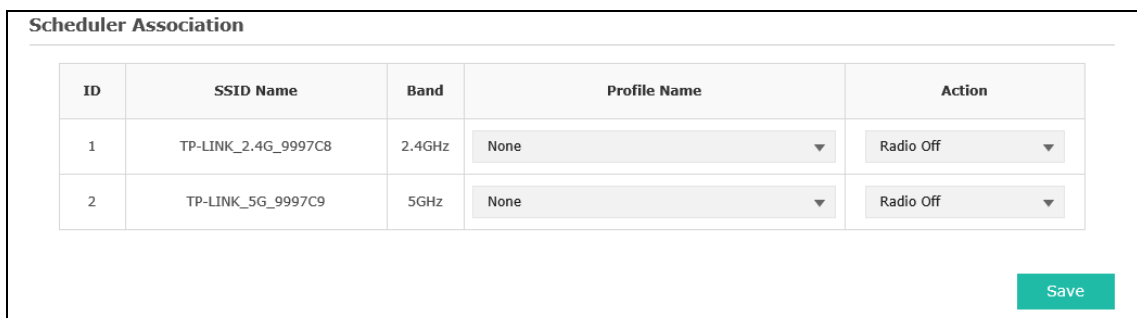 Scheduler Association
ID SSID Name Band Profile Name Action
1 TP-LINK_2.4G_9997C8 2.4GHz None Radio Off
2 TP-LINK_5G_9997C9 5GHz None Radio Off
Save